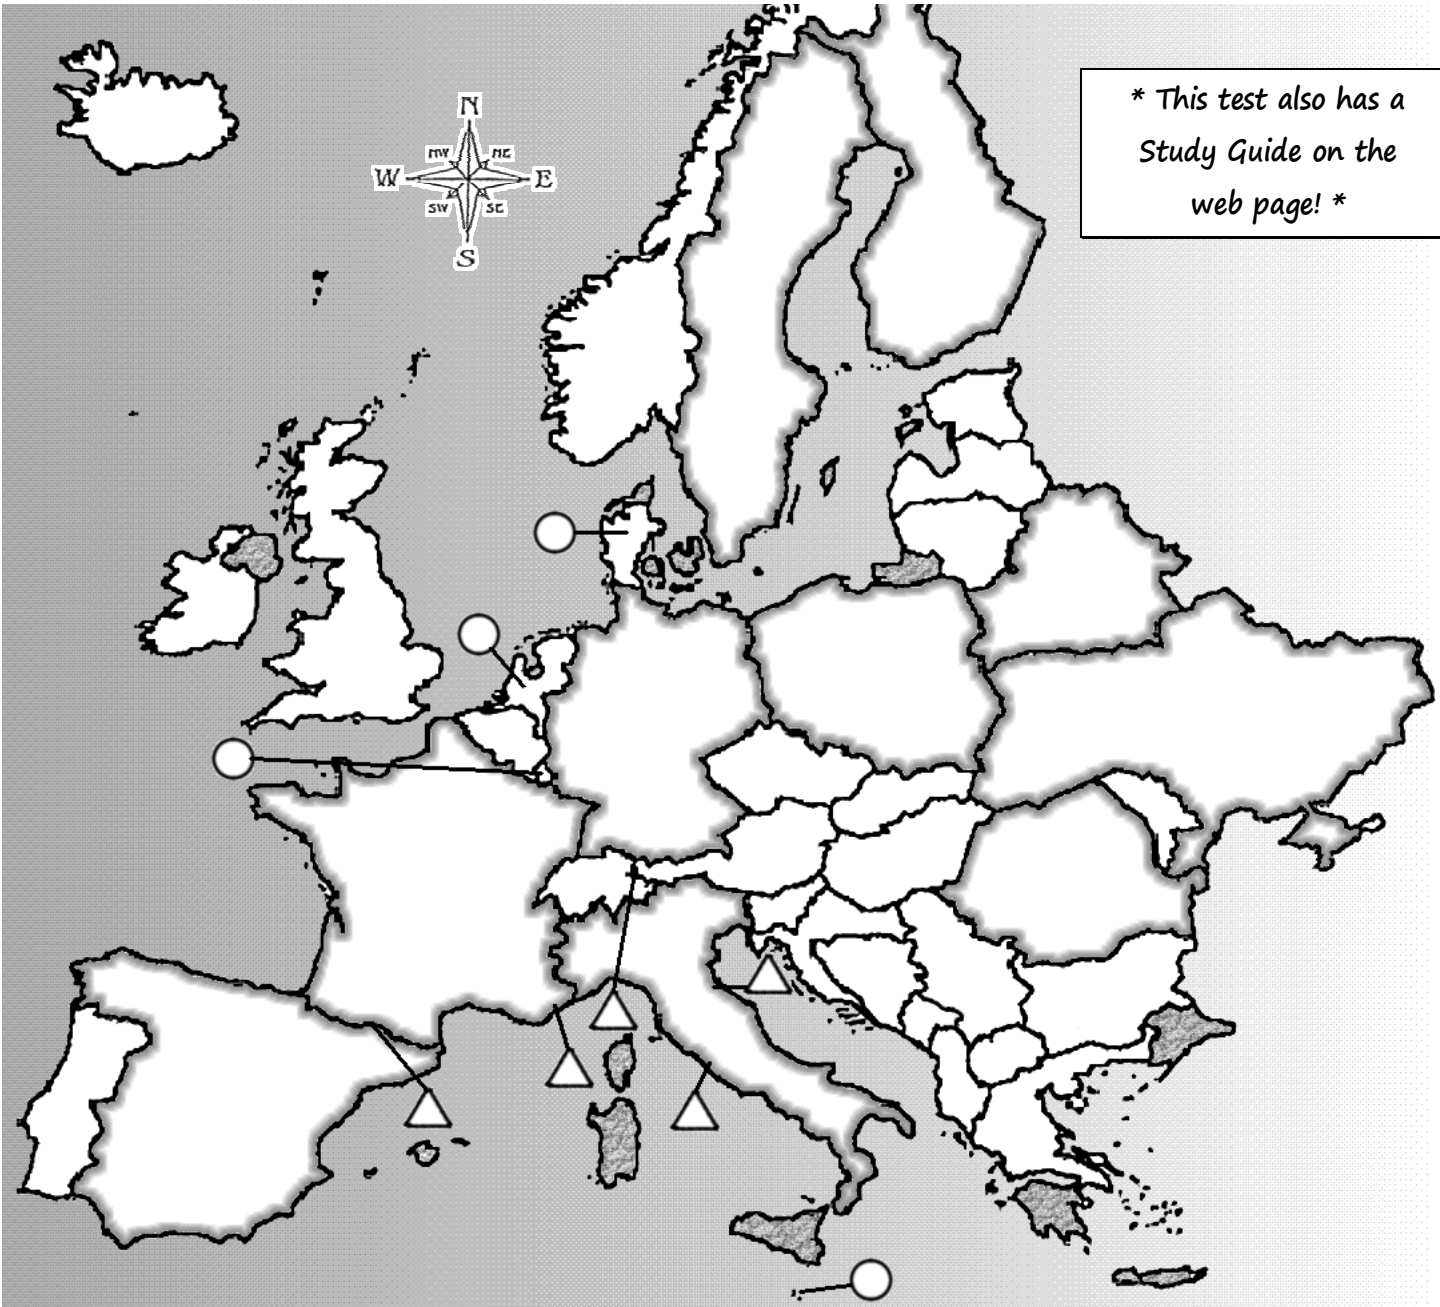 * This test also has a
Study Guide on the
web page! *
N
NW NE
W E
SW SE
S